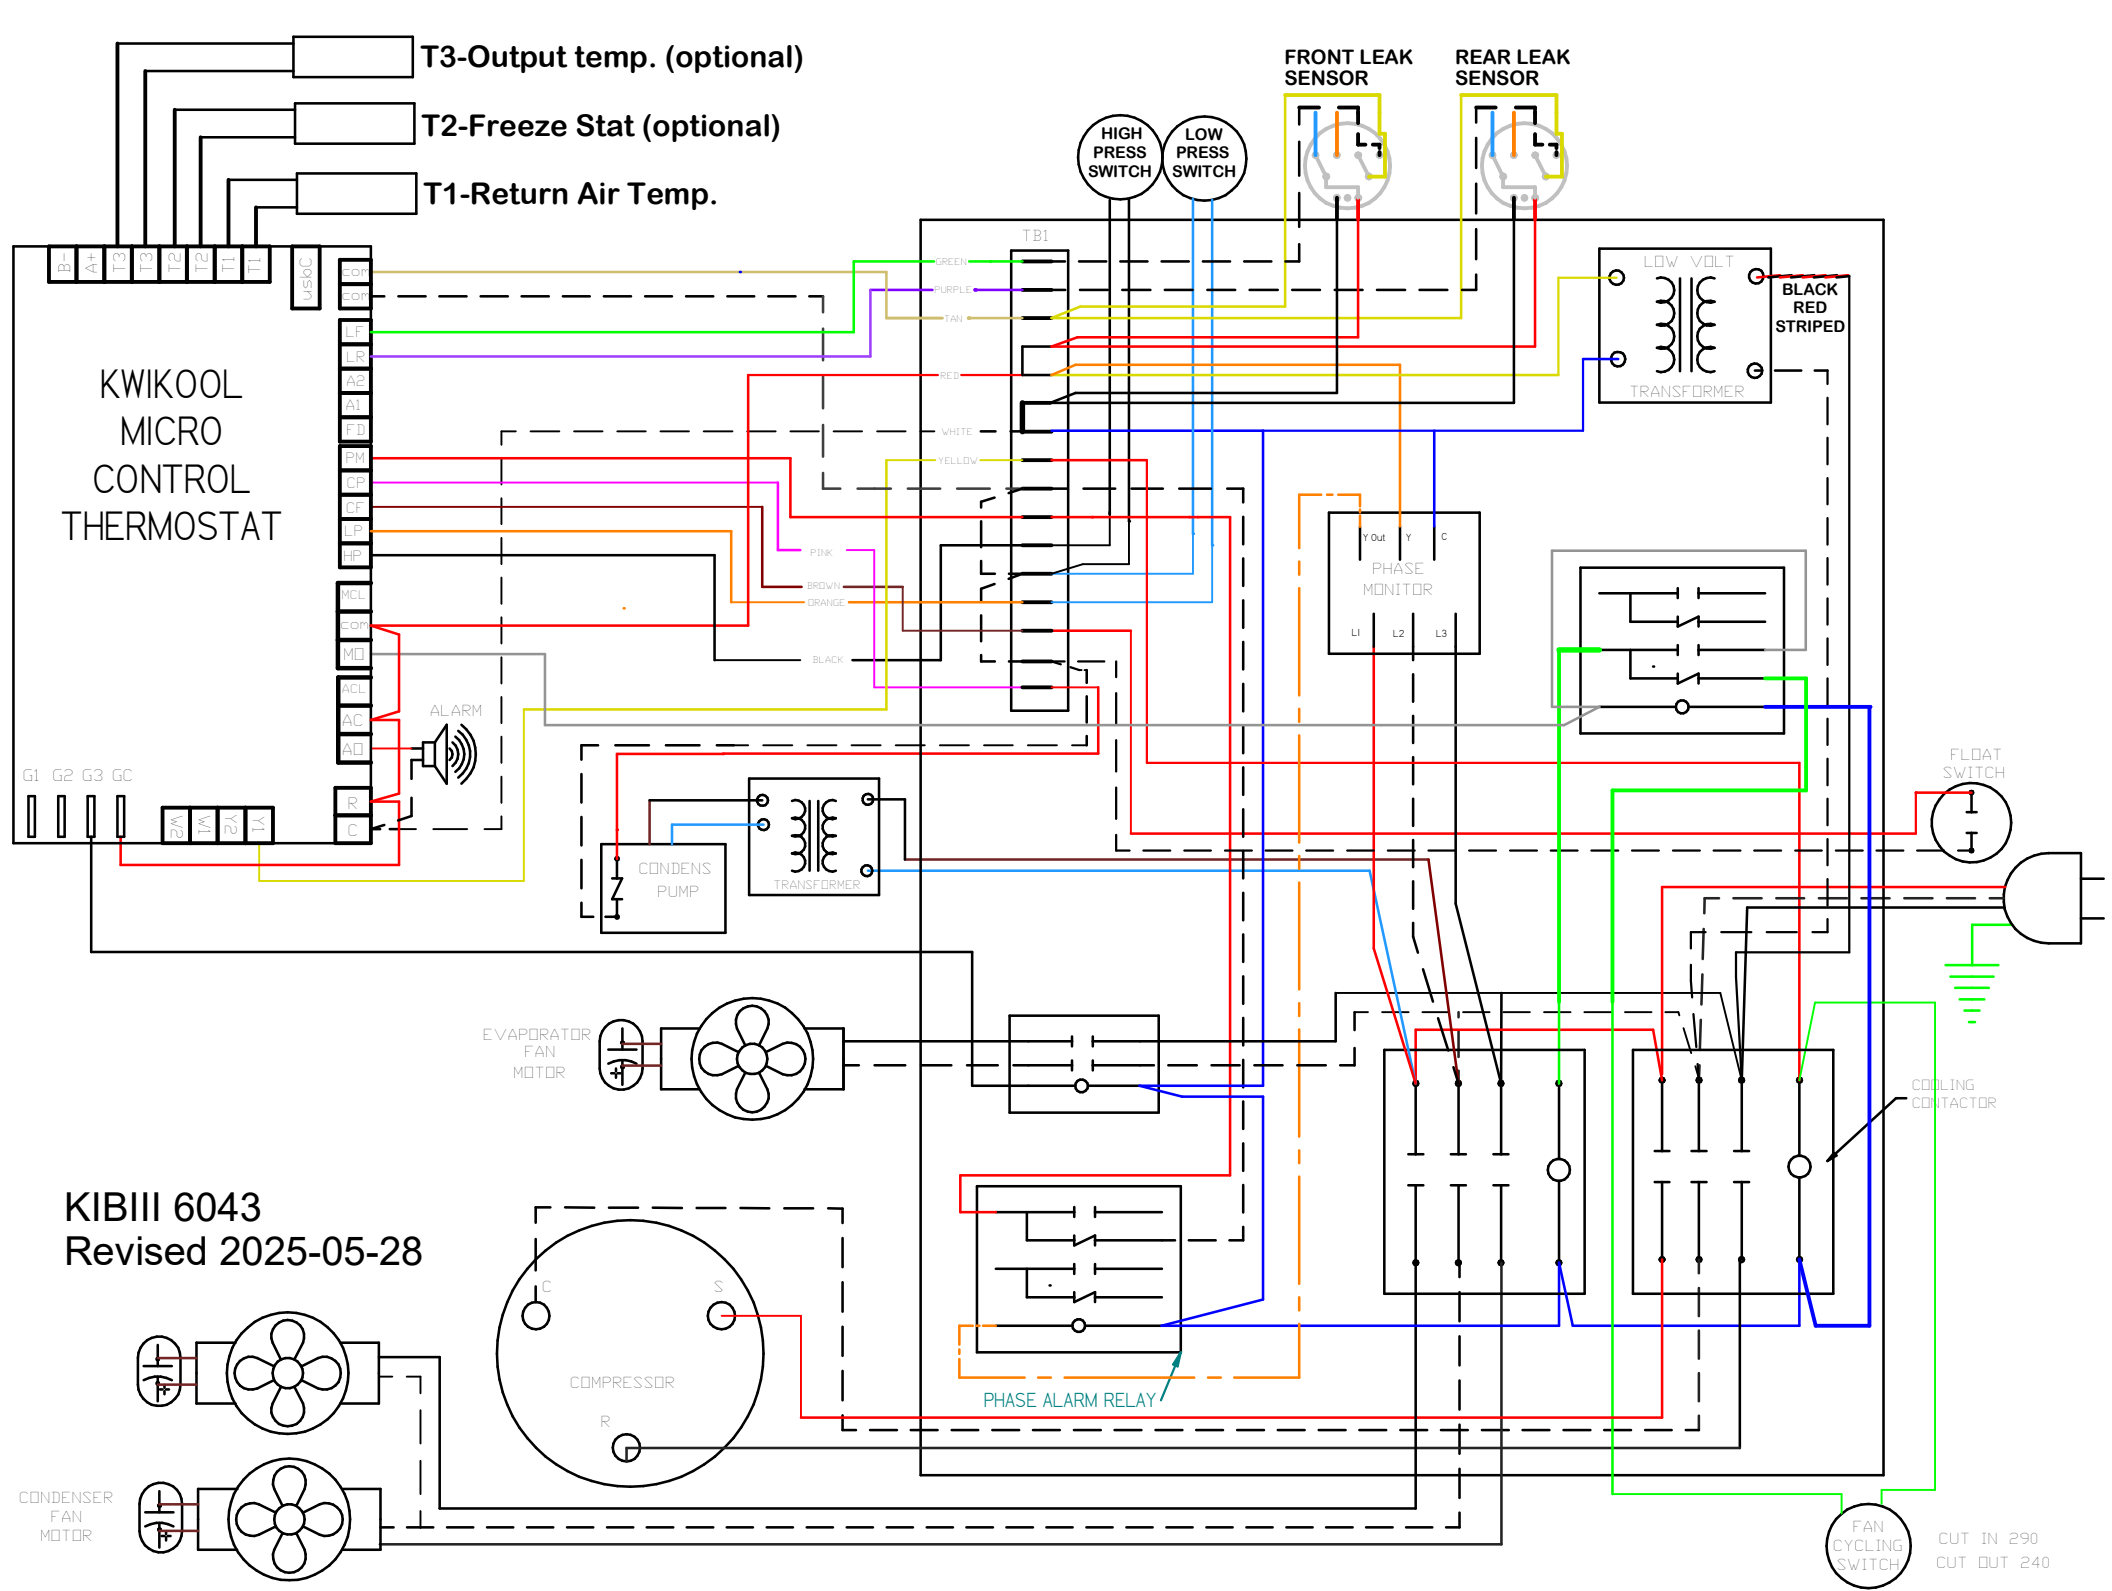 T3-Output temp. (optional)
T2-Freeze Stat (optional)
T1-Return Air Temp.
FRONT LEAK
SENSOR
REAR LEAK
SENSOR
HIGH
PRESS
SWITCH
LOW
PRESS
SWITCH
B-
A+
T3
T3
T2
T2
T1
T1
usbC
com
com
LF
LR
A2
A1
FD
PM
CP
CF
LP
HP
MCL
com
MO
ACL
AC
AO
R
C
KWIKOOL
MICRO
CONTROL
THERMOSTAT
G1 G2 G3 GC
W2
W1
Y2
Y1
ALARM
TB1
GREEN
PURPLE
TAN
RED
WHITE
YELLOW
PINK
BROWN
ORANGE
BLACK
LOW VOLT
TRANSFORMER
BLACK
RED
STRIPED
Y Out
Y
C
PHASE
MONITOR
L1
L2
L3
FLOAT
SWITCH
CONDENS
PUMP
TRANSFORMER
EVAPORATOR
FAN
MOTOR
COOLING
CONTACTOR
KIBIII 6043
Revised 2025-05-28
C
S
COMPRESSOR
R
PHASE ALARM RELAY
CONDENSER
FAN
MOTOR
FAN
CYCLING
SWITCH
CUT IN 290
CUT OUT 240